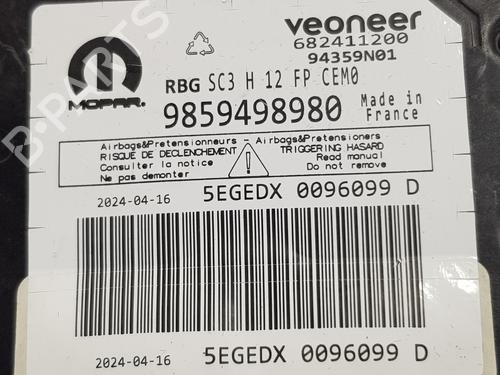 veoneer
682411200
94359N01
MOPAR.
RBG SC3 H 12 FP CEM0
9859498980
Made in
France
Airbags&Pretensionneurs - Airbags&Pretensioners
RISQUE DE DECLENCHEMENT
Consulter la notice
Ne pas demonter
TRIGGERING HASARD
Read manual
Do not remove
2024-04-16 5EGEDX 0096099 D
2024-04-16 5EGEDX 0096099 D
B-PARTS